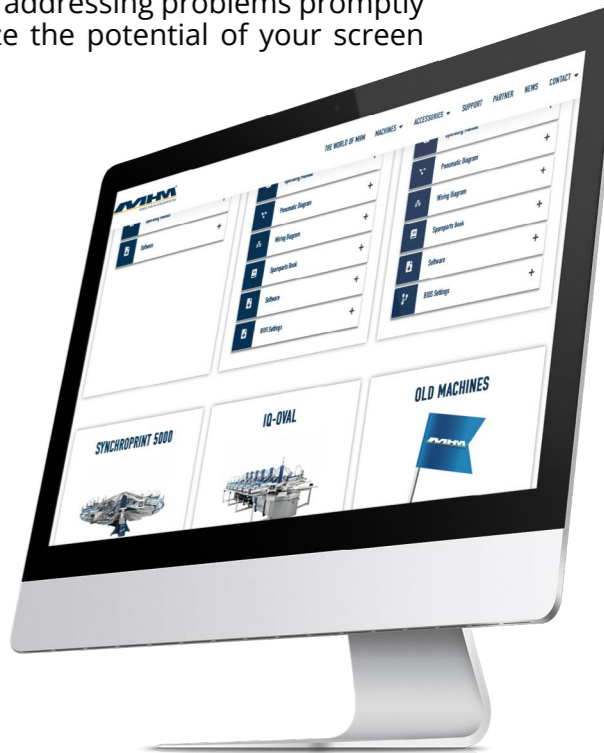 addressing problems promptly
ze the potential of your screen
THE WORLD OF MHM MACHINES ACCESSORIES SUPPORT PARTNER NEWS CONTACT
MHM
Software
Pneumatic Diagram
Wiring Diagram
Spareparts Book
Software
BIOS Settings
Pneumatic Diagram
Wiring Diagram
Spareparts Book
Software
BIOS Settings
SYNCHROPRINT 5000
IQ-OVAL
OLD MACHINES
MHM